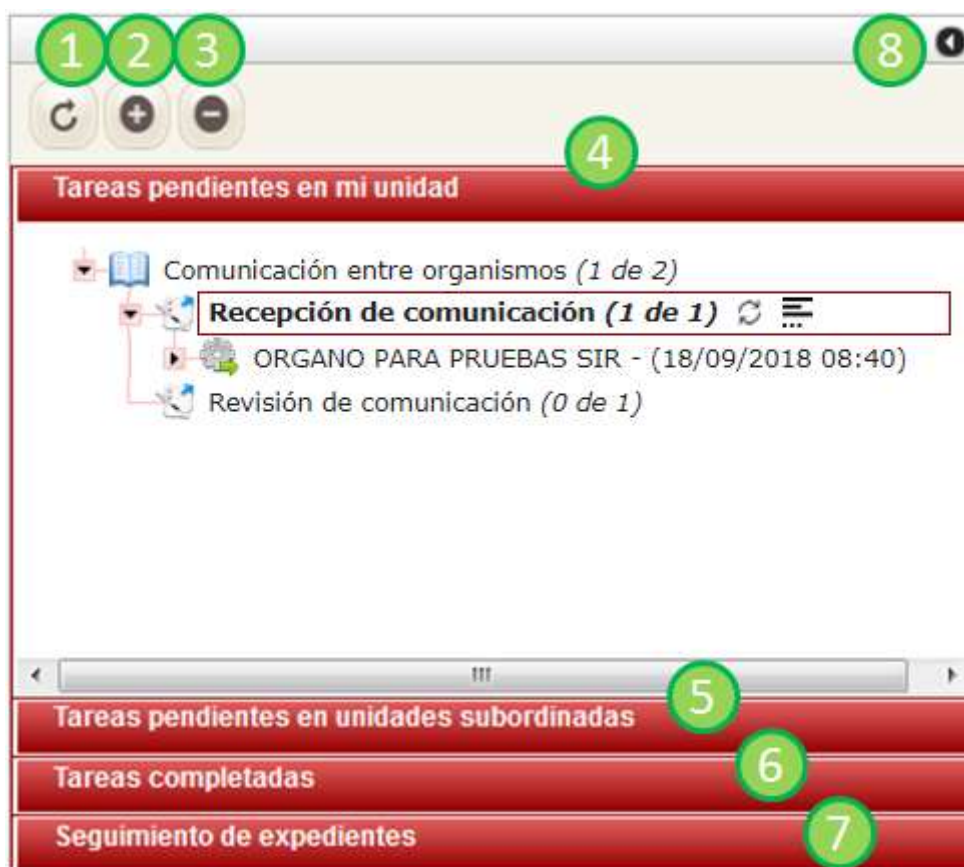 1 2 3 8
4
Tareas pendientes en mi unidad
Comunicación entre organismos (1 de 2)
Recepción de comunicación (1 de 1)
ORGANO PARA PRUEBAS SIR - (18/09/2018 08:40)
Revisión de comunicación (0 de 1)
5
Tareas pendientes en unidades subordinadas
6
Tareas completadas
7
Seguimiento de expedientes